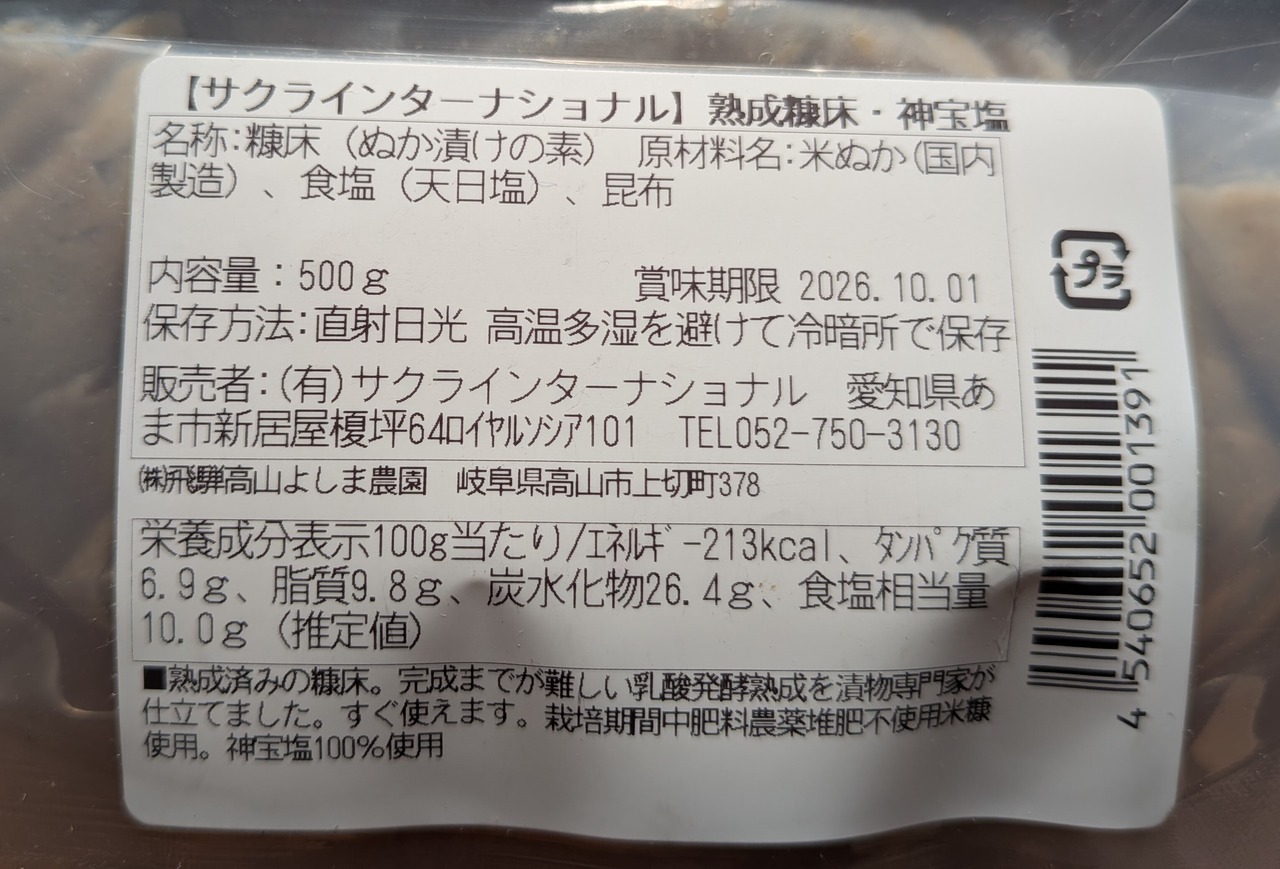 【サクラインターナショナル】熟成糠床・神宝塩
名称:糠床（ぬか漬けの素）　原材料名:米ぬか(国内
製造）、食塩（天日塩）、昆布
内容量：500ｇ
賞味期限 2026.10.01
保存方法:直射日光 高温多湿を避けて冷暗所で保存
販売者:(有)サクラインターナショナル　愛知県あ
ま市新居屋榎坪64ﾛｲﾔﾙｿｼｱ101　TEL052-750-3130
㈱飛騨高山よしま農園　岐阜県高山市上切町378
栄養成分表示100g当たり/ｴﾈﾙｷﾞｰ213kcal、ﾀﾝﾊﾟｸ質
6.9ｇ、脂質9.8ｇ、炭水化物26.4ｇ、食塩相当量
10.0ｇ（推定値）
■熟成済みの糠床。完成までが難しい乳酸発酵熟成を漬物専門家が
仕立てました。すぐ使えます。栽培期間中肥料農薬堆肥不使用米糠
使用。神宝塩100%使用
プラ
4 540652 001391